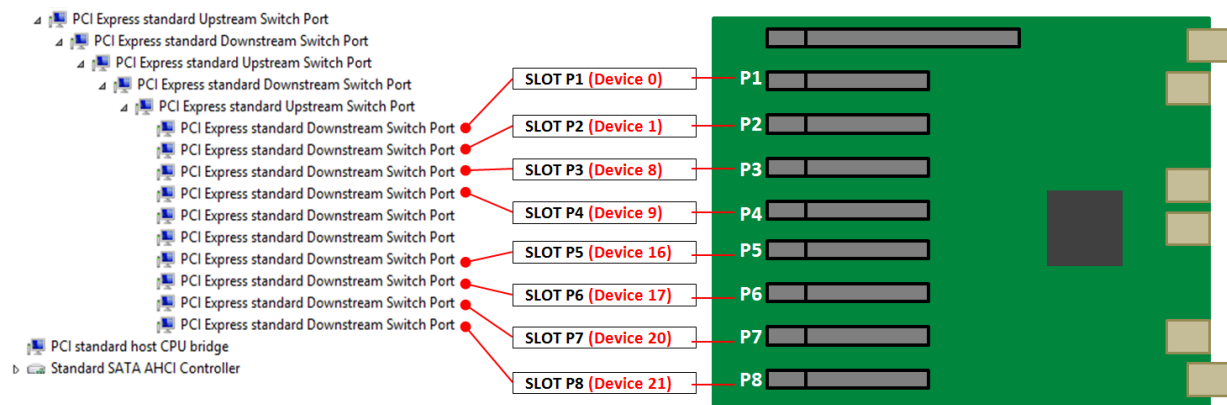 PCI Express standard Upstream Switch Port
PCI Express standard Downstream Switch Port
PCI Express standard Upstream Switch Port
PCI Express standard Downstream Switch Port
PCI Express standard Upstream Switch Port
PCI Express standard Downstream Switch Port
PCI Express standard Downstream Switch Port
PCI Express standard Downstream Switch Port
PCI Express standard Downstream Switch Port
PCI Express standard Downstream Switch Port
PCI Express standard Downstream Switch Port
PCI Express standard Downstream Switch Port
PCI Express standard Downstream Switch Port
PCI Express standard Downstream Switch Port
PCI Express standard Downstream Switch Port
PCI standard host CPU bridge
Standard SATA AHCI Controller
SLOT P1 (Device 0)
SLOT P2 (Device 1)
SLOT P3 (Device 8)
SLOT P4 (Device 9)
SLOT P5 (Device 16)
SLOT P6 (Device 17)
SLOT P7 (Device 20)
SLOT P8 (Device 21)
P1
P2
P3
P4
P5
P6
P7
P8